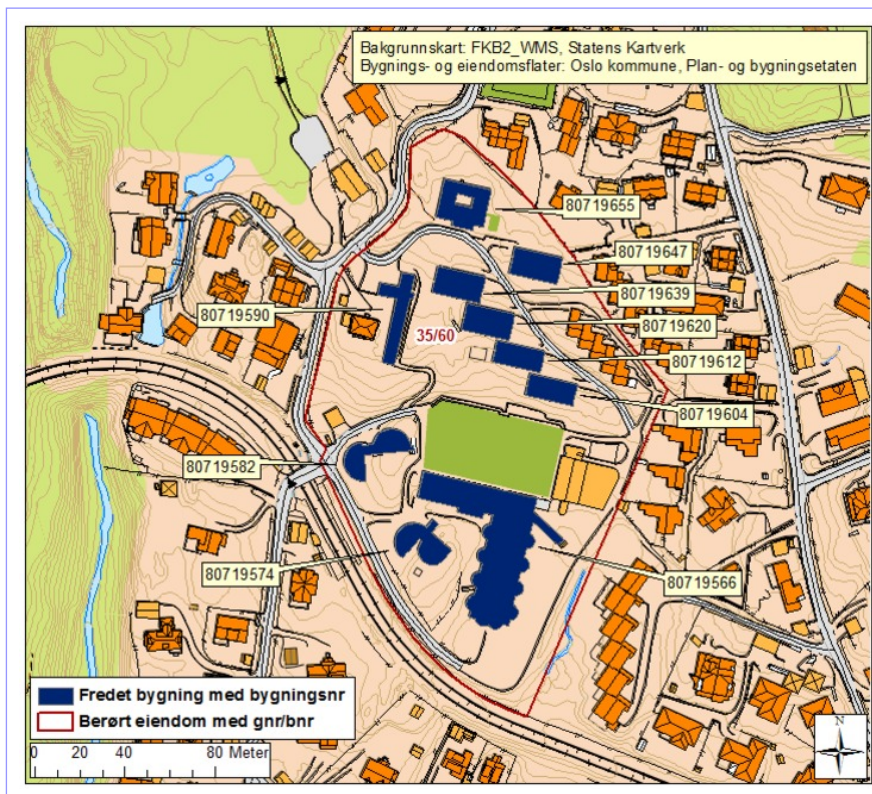 Bakgrunnskart: FKB2_WMS, Statens Kartverk
Bygnings- og eiendomsflater: Oslo kommune, Plan- og bygningsetaten
80719655
80719647
80719639
80719590
80719620
35/60
80719612
80719604
80719582
80719574
80719566
Fredet bygning med bygningsnr
Berørt eiendom med gnr/bnr
0 20 40 80 Meter
N